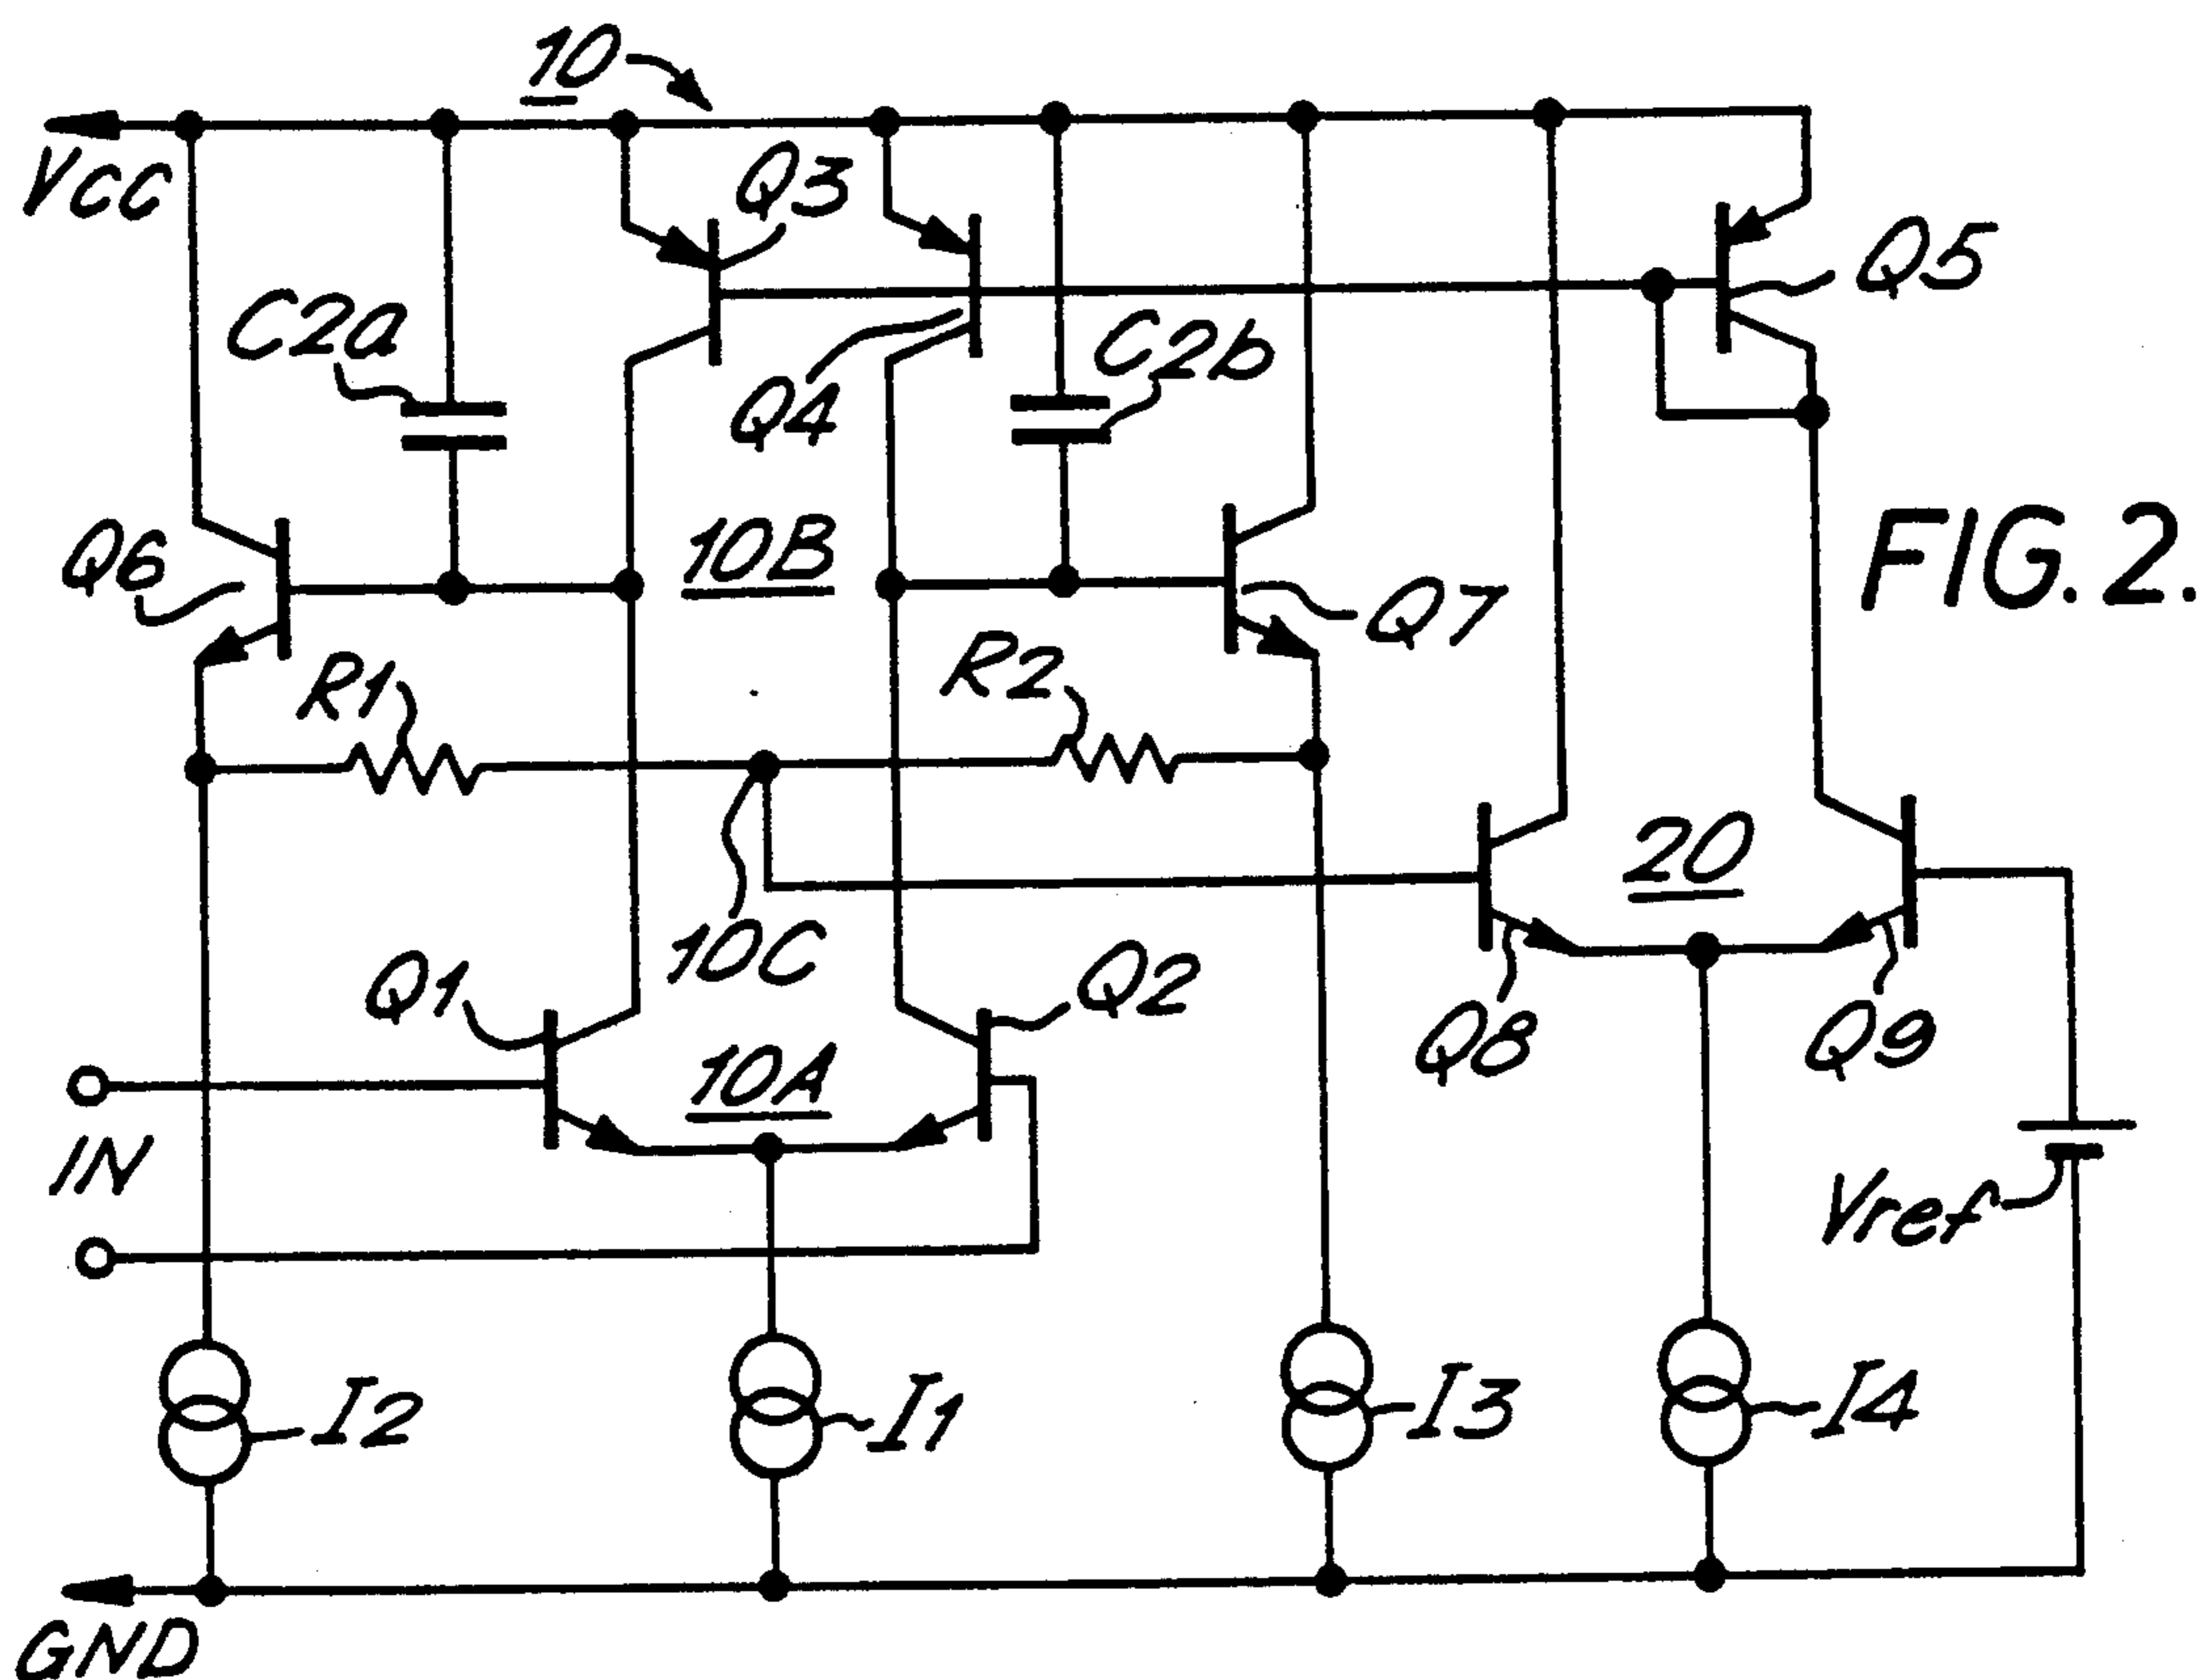 10
VCC
Q3
Q5
C2a
Q4
C2b
FIG. 2.
Q6
10B
Q7
R1
R2
20
10C
Q1
Q2
Q8
Q9
10A
IN
Vref
I2
I1
I3
I4
GND